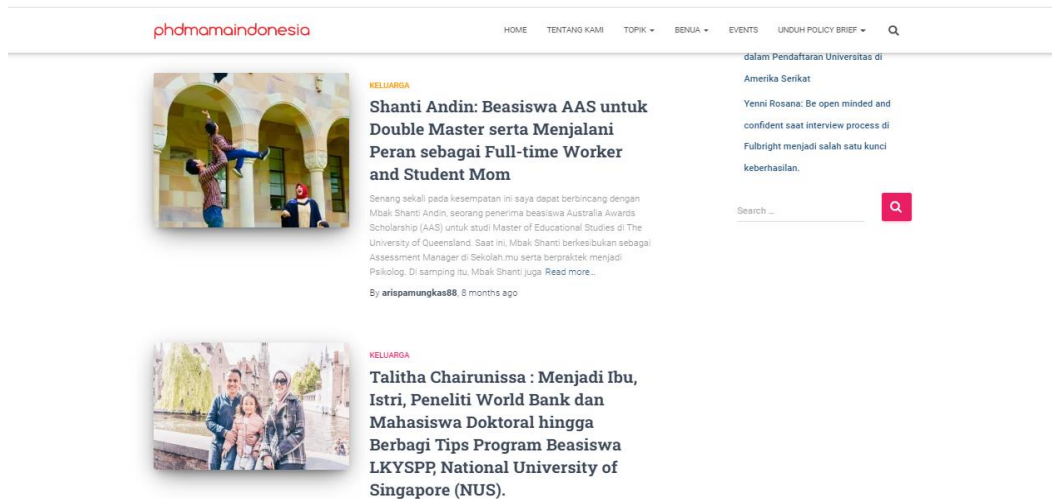 phdmamaindonesia
HOME TENTANG KAMI TOPIK BENUA EVENTS UNDUH POLICY BRIEF
KELUARGA
Shanti Andin: Beasiswa AAS untuk
Double Master serta Menjalani
Peran sebagai Full-time Worker
and Student Mom
Senang sekali pada kesempatan ini saya dapat berbincang dengan
Mbak Shanti Andin, seorang penerima beasiswa Australia Awards
Scholarship (AAS) untuk studi Master of Educational Studies di The
University of Queensland. Saat ini, Mbak Shanti berkesibukan sebagai
Assessment Manager di Sekolah.mu serta berpraktek menjadi
Psikolog. Di samping itu, Mbak Shanti juga Read more…
By arispamungkas88, 8 months ago
KELUARGA
Talitha Chairunissa : Menjadi Ibu,
Istri, Peneliti World Bank dan
Mahasiswa Doktoral hingga
Berbagi Tips Program Beasiswa
LKYSPP, National University of
Singapore (NUS).
dalam Pendaftaran Universitas di
Amerika Serikat
Yenni Rosana: Be open minded and
confident saat interview process di
Fulbright menjadi salah satu kunci
keberhasilan.
Search …